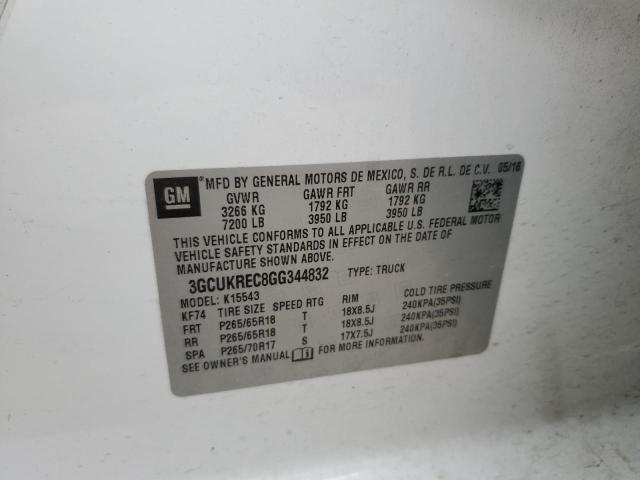 GM
® MFD BY GENERAL MOTORS DE MEXICO, S. DE R.L. DE C.V. 05/16
GVWR GAWR FRT GAWR RR
3266 KG 1792 KG 1792 KG
7200 LB 3950 LB 3950 LB
THIS VEHICLE CONFORMS TO ALL APPLICABLE U.S. FEDERAL MOTOR
VEHICLE SAFETY STANDARDS IN EFFECT ON THE DATE OF
MANUFACTURE SHOWN ABOVE.
3GCUKREC8GG344832 TYPE: TRUCK
MODEL: K15543
KF74 TIRE SIZE SPEED RTG RIM COLD TIRE PRESSURE
FRT P265/65R18 T 18X8.5J 240KPA(35PSI)
RR P265/65R18 T 18X8.5J 240KPA(35PSI)
SPA P265/70R17 S 17X7.5J 240KPA(35PSI)
SEE OWNER'S MANUAL FOR MORE INFORMATION.